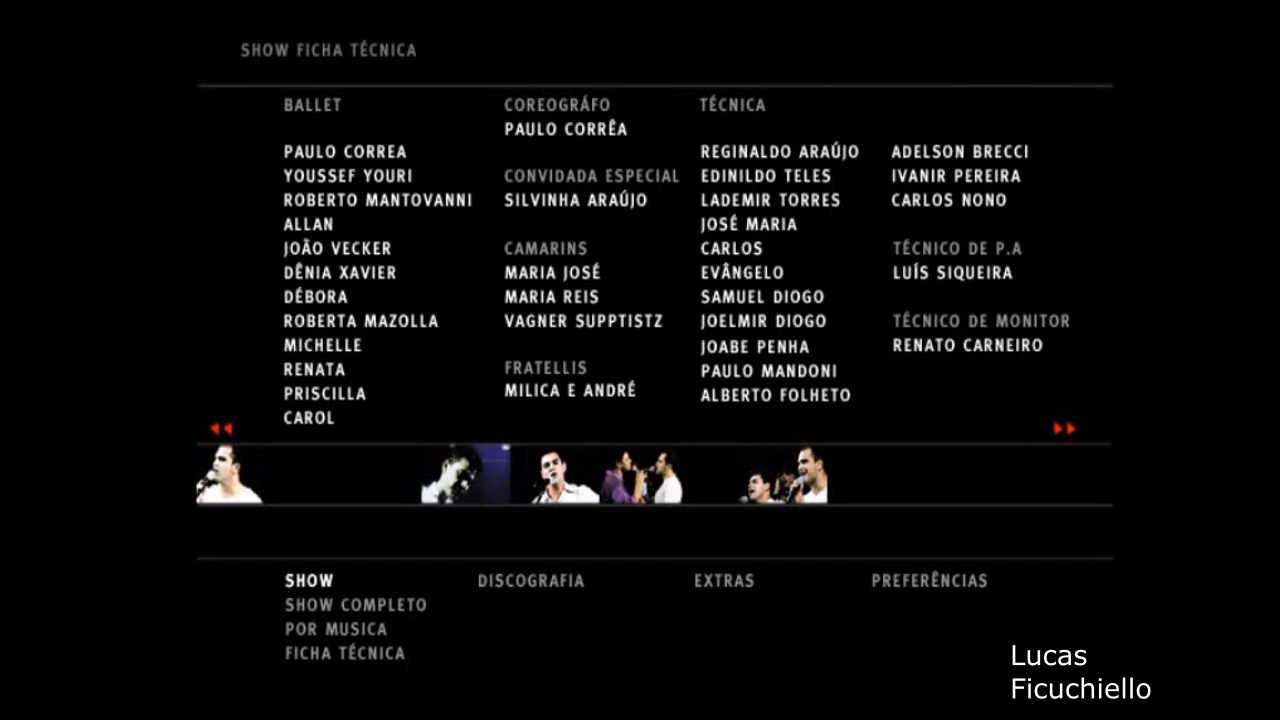 SHOW FICHA TÉCNICA
BALLET
PAULO CORREA
YOUSSEF YOURI
ROBERTO MANTOVANNI
ALLAN
JOÃO VECKER
DÊNIA XAVIER
DÉBORA
ROBERTA MAZOLLA
MICHELLE
RENATA
PRISCILLA
CAROL
COREOGRÁFO
PAULO CORRÊA
CONVIDADA ESPECIAL
SILVINHA ARAÚJO
CAMARINS
MARIA JOSÉ
MARIA REIS
VAGNER SUPPTISTZ
FRATELLIS
MILICA E ANDRÉ
TÉCNICA
REGINALDO ARAÚJO
EDINILDO TELES
LADEMIR TORRES
JOSÉ MARIA
CARLOS
EVÂNGELO
SAMUEL DIOGO
JOELMIR DIOGO
JOABE PENHA
PAULO MANDONI
ALBERTO FOLHETO
ADELSON BRECCI
IVANIR PEREIRA
CARLOS NONO
TÉCNICO DE P.A
LUÍS SIQUEIRA
TÉCNICO DE MONITOR
RENATO CARNEIRO
SHOW
SHOW COMPLETO
POR MUSICA
FICHA TÉCNICA
DISCOGRAFIA
EXTRAS
PREFERÊNCIAS
Lucas
Ficuchiello